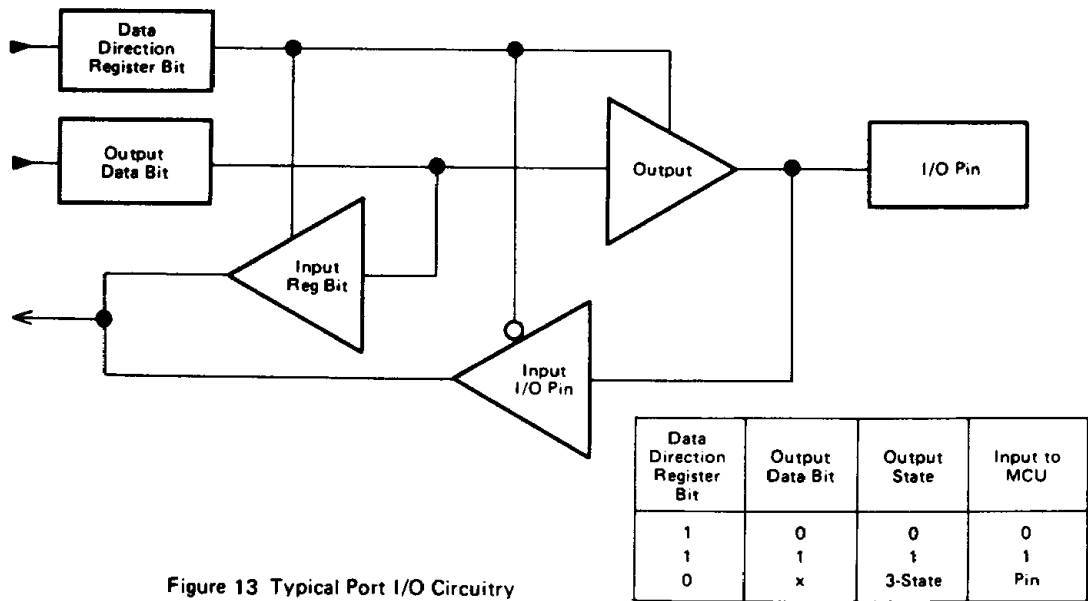 Data
Direction
Register Bit
Output
Data Bit
Output
I/O Pin
Input
Reg Bit
Input
I/O Pin
Data
Direction
Register
Bit
Output
Data Bit
Output
State
Input to
MCU
1 0 0 0
1 1 1 1
0 x 3-State Pin
Figure 13 Typical Port I/O Circuitry